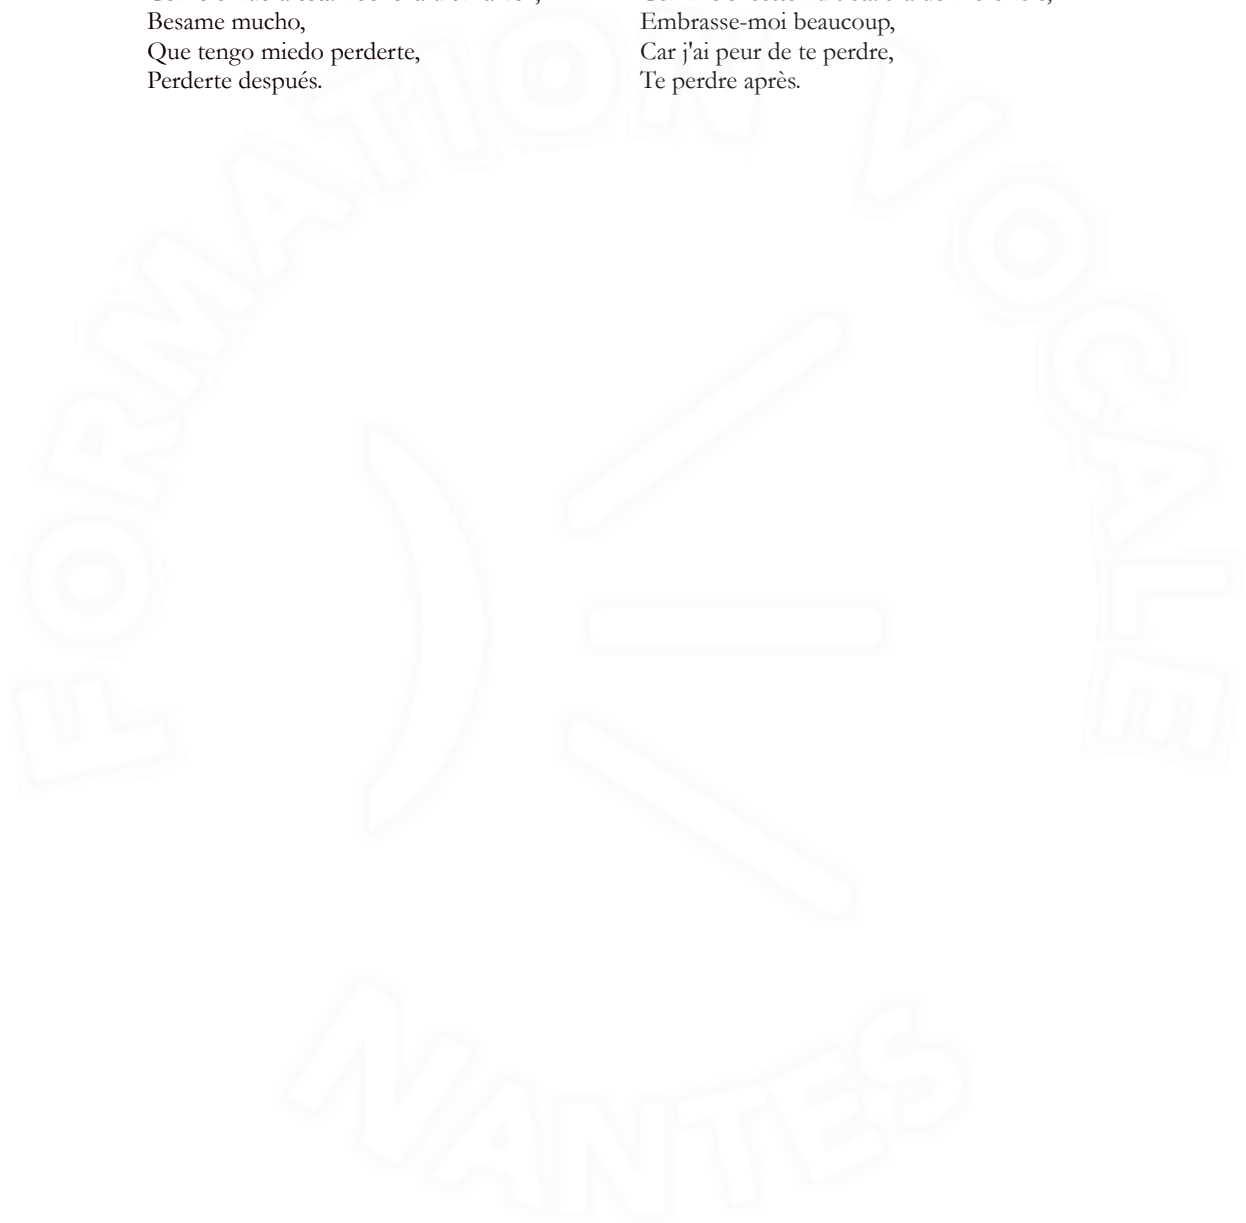 Besame mucho,
Que tengo miedo perderte,
Perderte después.
Embrasse-moi beaucoup,
Car j'ai peur de te perdre,
Te perdre après.
FORMATION VOCALE
NANTES